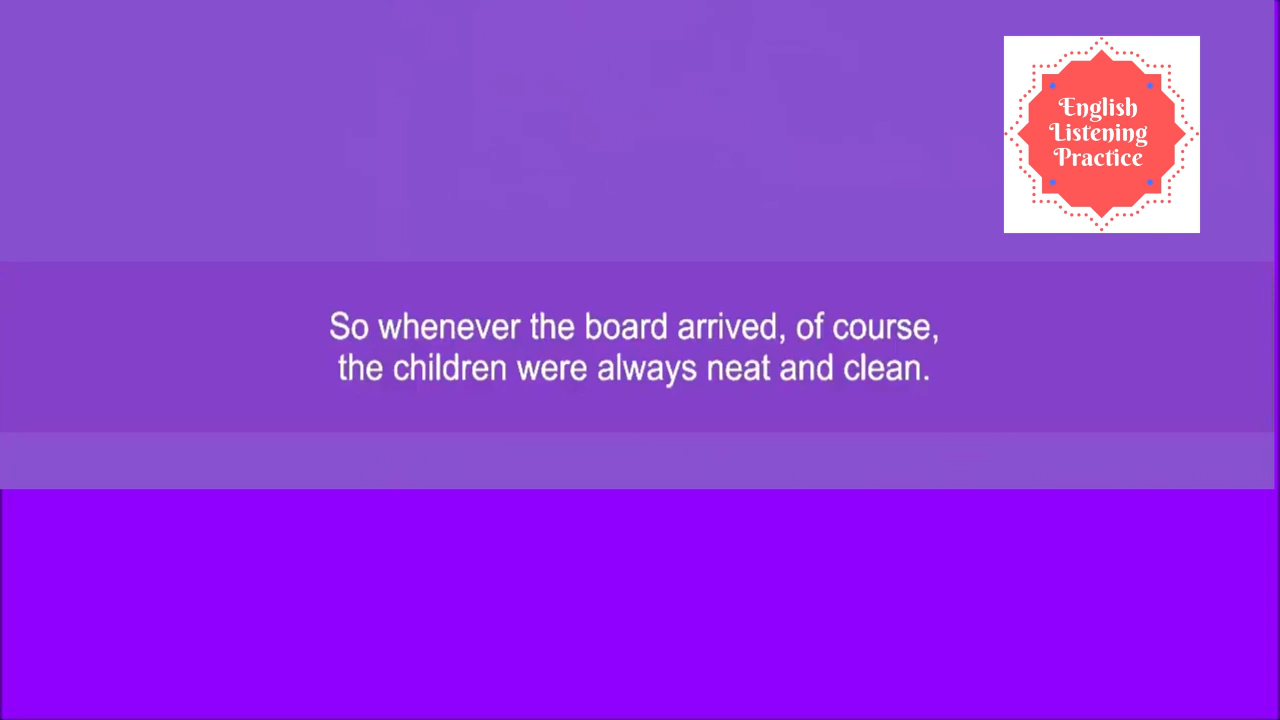 English
Listening
Practice
So whenever the board arrived, of course,
the children were always neat and clean.